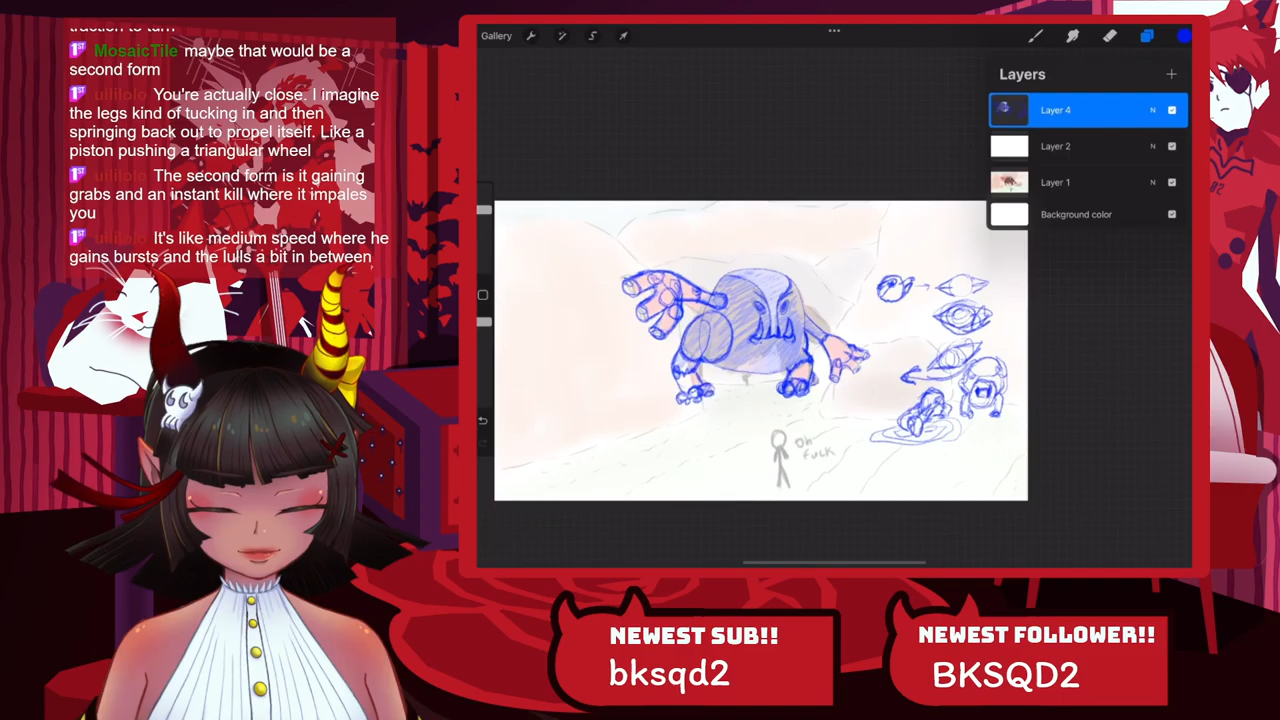 traction to turn
MosaicTile maybe that would be a
second form
You're actually close. I imagine
the legs kind of tucking in and then
springing back out to propel itself. Like a
piston pushing a triangular wheel
The second form is it gaining
grabs and an instant kill where it impales
you
It's like medium speed where he
gains bursts and the lulls a bit in between
Gallery
Layers
Layer 4 N
Layer 2 N
Layer 1 N
Background color
oh
fuck
NEWEST SUB!!
bksqd2
NEWEST FOLLOWER!!
BKSQD2